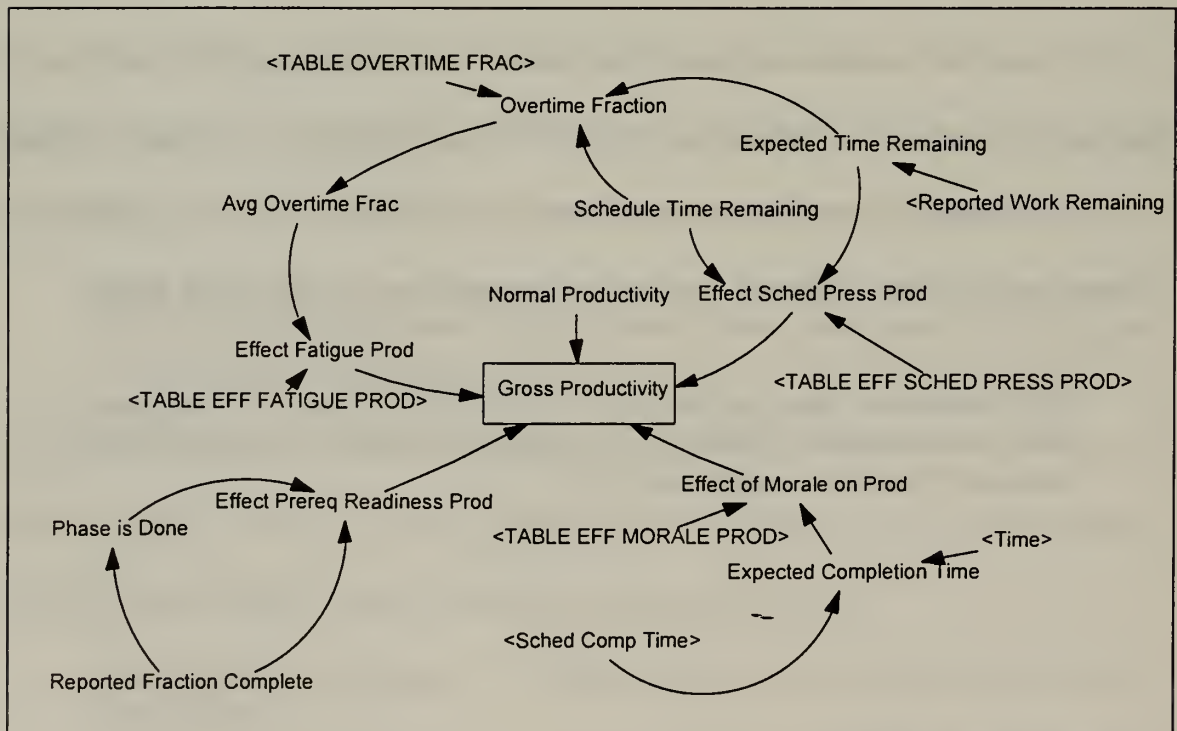 <TABLE OVERTIME FRAC>
Overtime Fraction
Expected Time Remaining
Avg Overtime Frac
Schedule Time Remaining
<Reported Work Remaining
Normal Productivity
Effect Sched Press Prod
Effect Fatigue Prod
<TABLE EFF SCHED PRESS PROD>
<TABLE EFF FATIGUE PROD>
Gross Productivity
Effect of Morale on Prod
Effect Prereq Readiness Prod
Phase is Done
<TABLE EFF MORALE PROD>
<Time>
Expected Completion Time
<Sched Comp Time>
Reported Fraction Complete